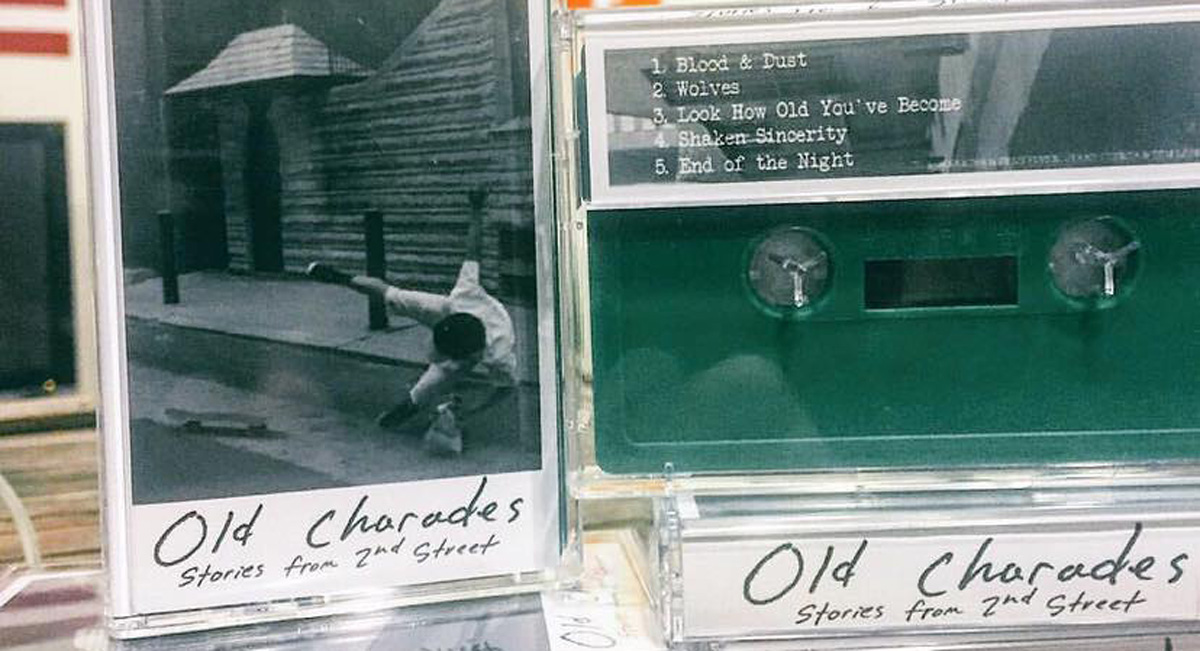 Old Charades
Stories from 2nd Street
1. Blood & Dust
2. Wolves
3. Look How Old You've Become
4. Shaken Sincerity
5. End of the Night
Old Charades
Stories from 2nd Street